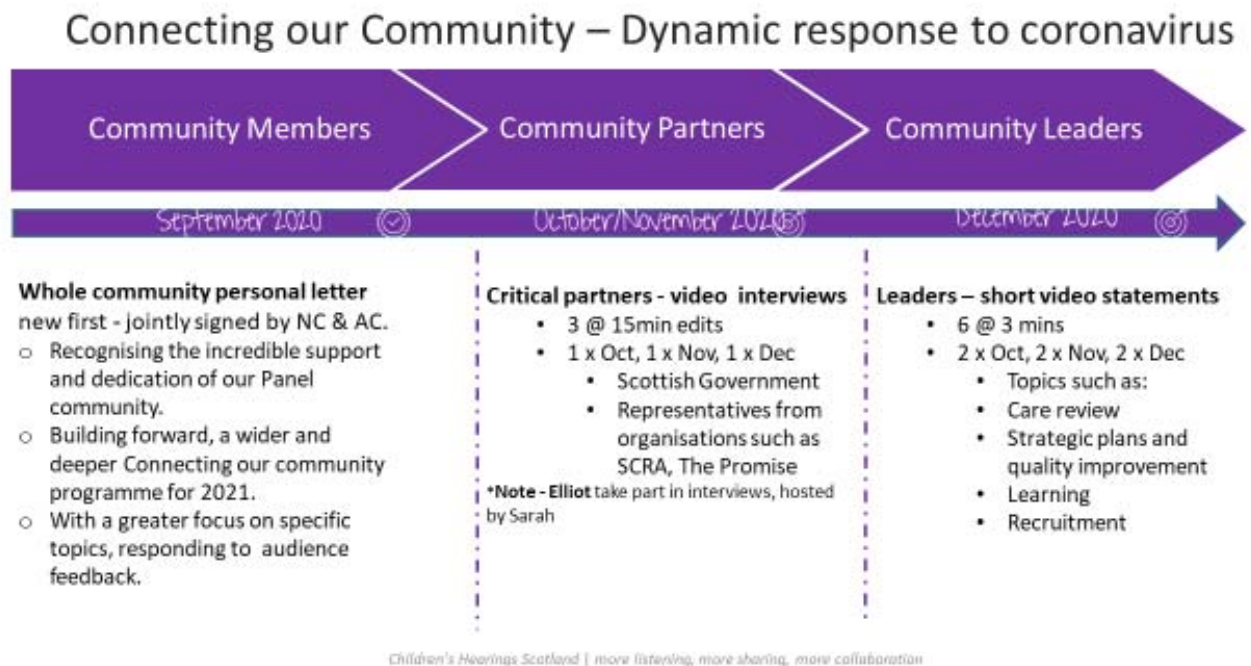 Connecting our Community – Dynamic response to coronavirus
Community Members
Community Partners
Community Leaders
September 2020
October/November 2020
December 2020
Whole community personal letter
new first - jointly signed by NC & AC.
o Recognising the incredible support
and dedication of our Panel
community.
o Building forward, a wider and
deeper Connecting our community
programme for 2021.
o With a greater focus on specific
topics, responding to audience
feedback.
Critical partners - video interviews
• 3 @ 15min edits
• 1 x Oct, 1 x Nov, 1 x Dec
• Scottish Government
• Representatives from
organisations such as
SCRA, The Promise
*Note - Elliot take part in interviews, hosted
by Sarah
Leaders – short video statements
• 6 @ 3 mins
• 2 x Oct, 2 x Nov, 2 x Dec
• Topics such as:
• Care review
• Strategic plans and
quality improvement
• Learning
• Recruitment
Children's Hearings Scotland | more listening, more sharing, more collaboration